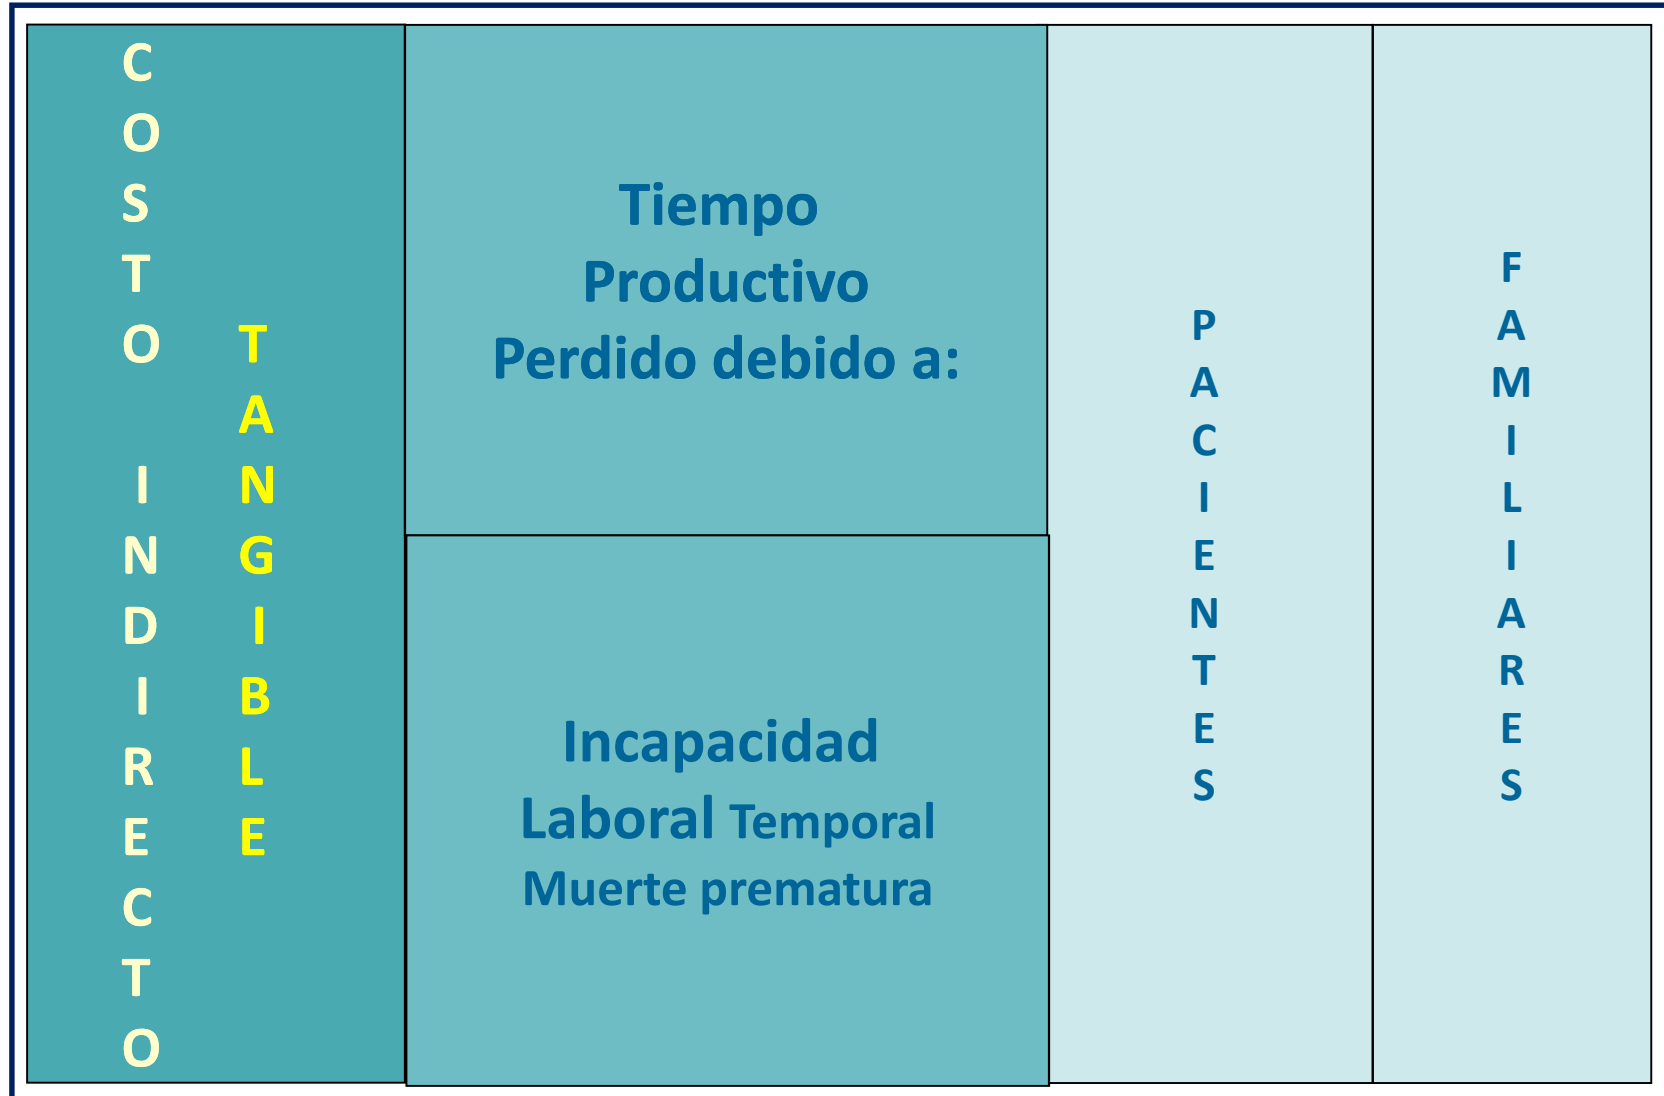 COSTO INDIRECTO
TANGIBLE
Tiempo
Productivo
Perdido debido a:
Incapacidad
Laboral Temporal
Muerte prematura
PACIENTES
FAMILIARES